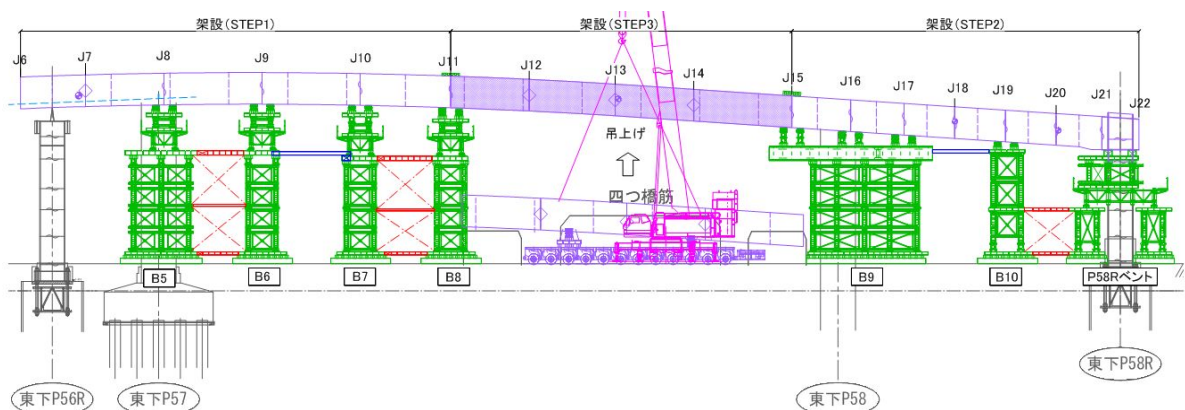 架設(STEP1)
架設(STEP3)
架設(STEP2)
J6
J7
J8
J9
J10
J11
J12
J13
J14
J15
J16
J17
J18
J19
J20
J21
J22
吊上げ
四つ橋筋
B5
B6
B7
B8
B9
B10
P58Rベント
東下P56R
東下P57
東下P58
東下P58R